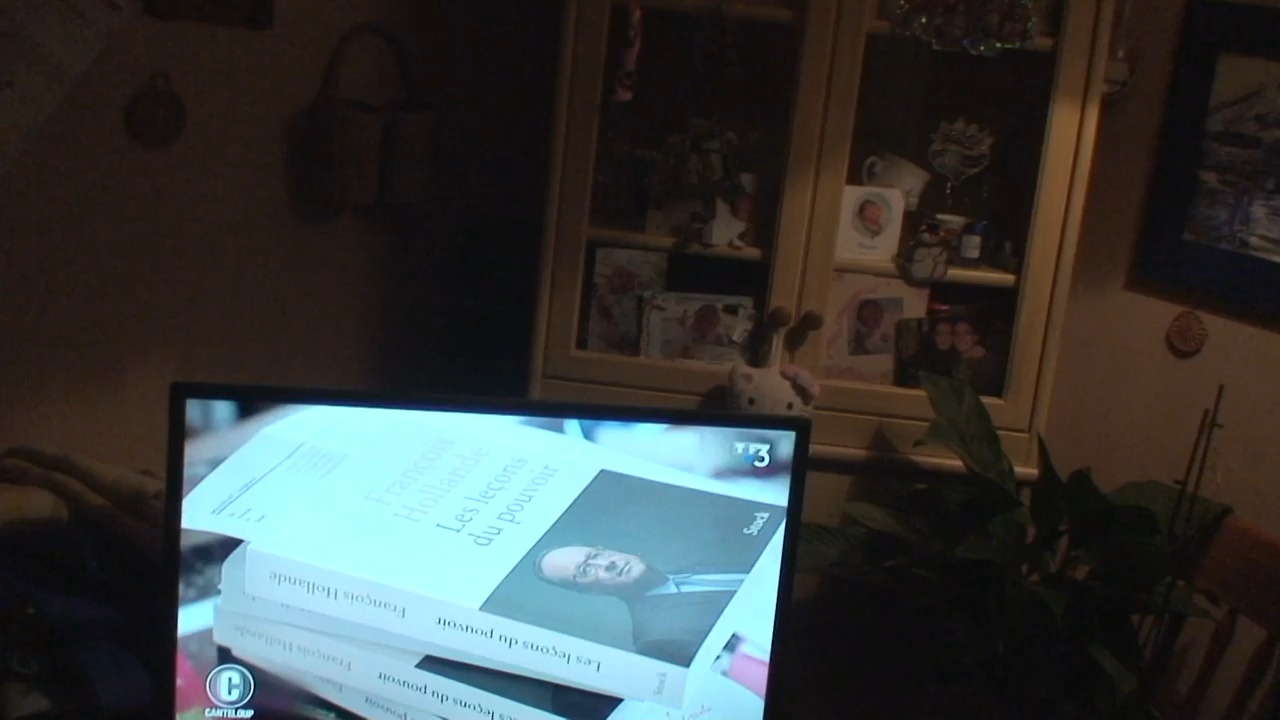 TF3
François
Hollande
Les leçons
du pouvoir
Stock
François Hollande
Les leçons du pouvoir
Stock
François Hollande
Les leçons du pouvoir
C
CANTELOUP